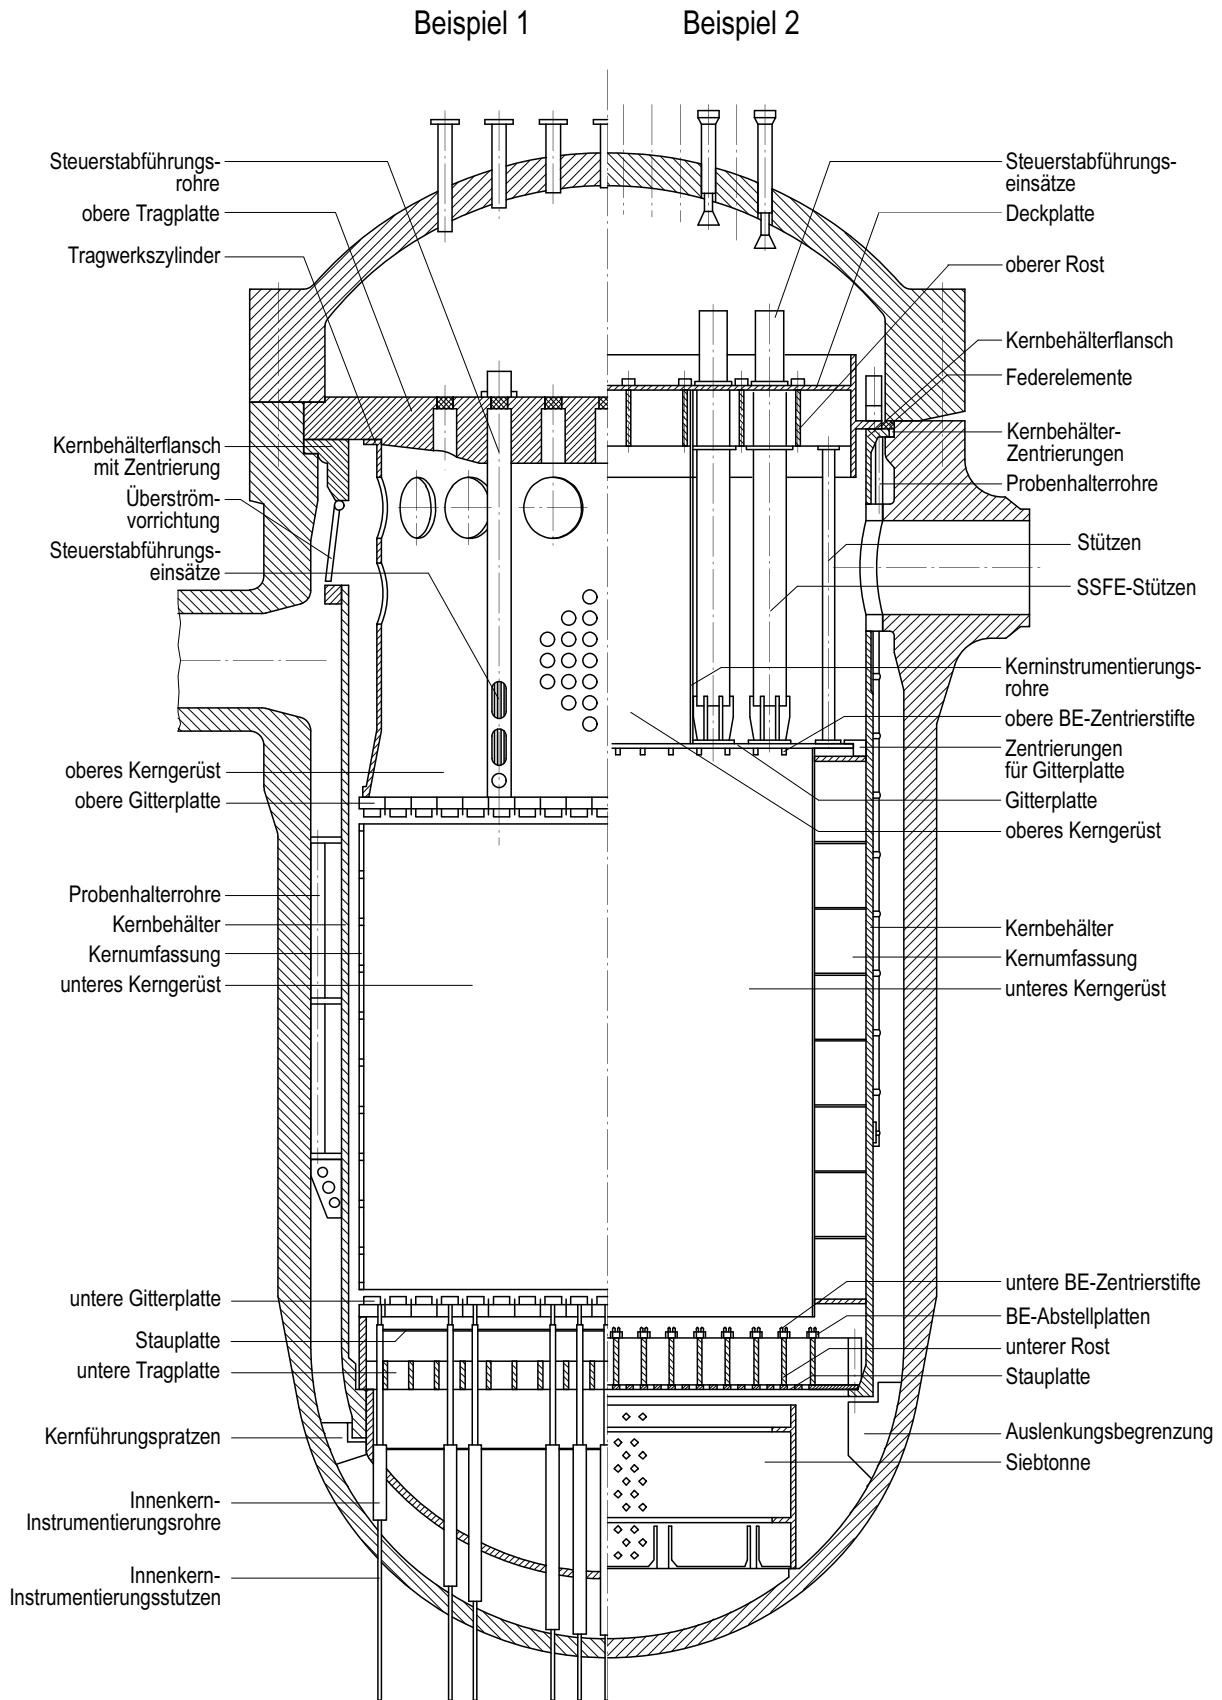 Beispiel 1
Beispiel 2
Steuerstabführungs-
rohre
obere Tragplatte
Tragwerkszylinder
Kernbehälterflansch
mit Zentrierung
Überström-
vorrichtung
Steuerstabführungs-
einsätze
oberes Kerngerüst
obere Gitterplatte
Probenhalterrohre
Kernbehälter
Kernumfassung
unteres Kerngerüst
untere Gitterplatte
Stauplatte
untere Tragplatte
Kernführungspratzen
Innenkern-
Instrumentierungsrohre
Innenkern-
Instrumentierungsstutzen
Steuerstabführungs-
einsätze
Deckplatte
oberer Rost
Kernbehälterflansch
Federelemente
Kernbehälter-
Zentrierungen
Probenhalterrohre
Stützen
SSFE-Stützen
Kerninstrumentierungs-
rohre
obere BE-Zentrierstifte
Zentrierungen
für Gitterplatte
Gitterplatte
oberes Kerngerüst
Kernbehälter
Kernumfassung
unteres Kerngerüst
untere BE-Zentrierstifte
BE-Abstellplatten
unterer Rost
Stauplatte
Auslenkungsbegrenzung
Siebtonne